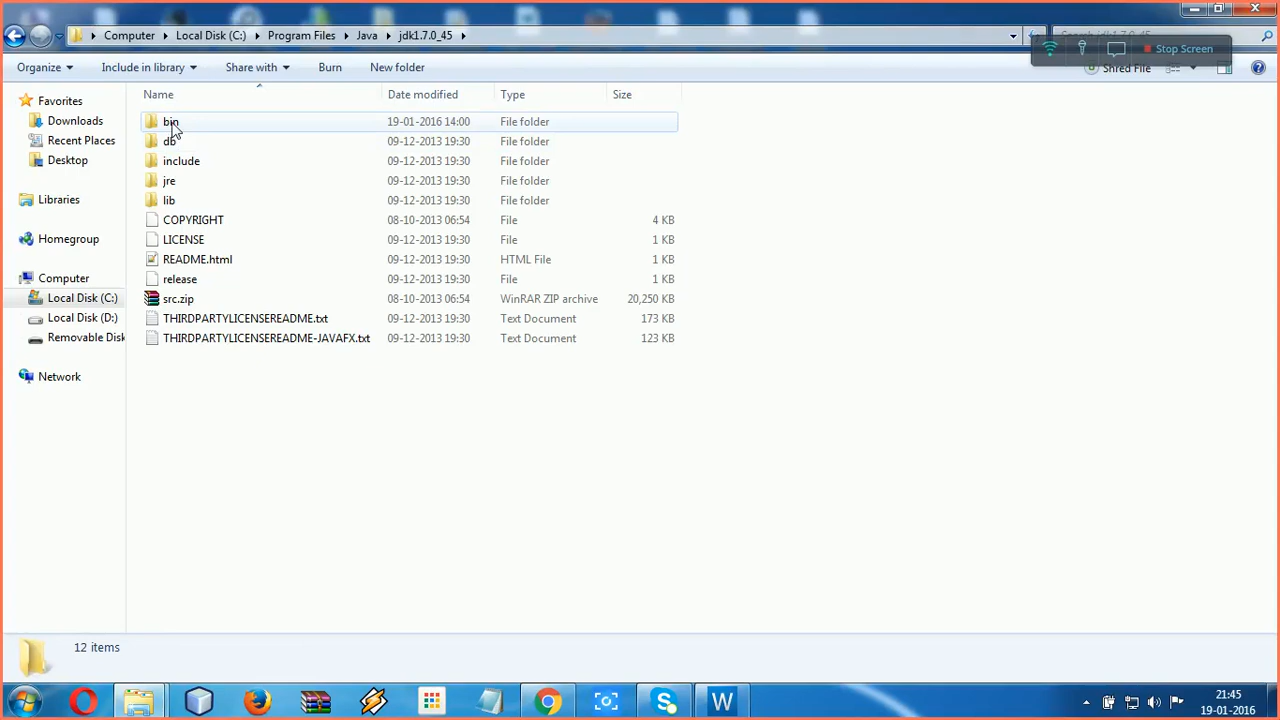 Computer Local Disk (C:) Program Files Java jdk1.7.0_45
Stop Screen
Organize Include in library Share with Burn New folder Shred File
Name Date modified Type Size
Favorites
Downloads
Recent Places
Desktop
Libraries
Homegroup
Computer
Local Disk (C:)
Local Disk (D:)
Removable Disk
Network
bin 19-01-2016 14:00 File folder
db 09-12-2013 19:30 File folder
include 09-12-2013 19:30 File folder
jre 09-12-2013 19:30 File folder
lib 09-12-2013 19:30 File folder
COPYRIGHT 08-10-2013 06:54 File 4 KB
LICENSE 09-12-2013 19:30 File 1 KB
README.html 09-12-2013 19:30 HTML File 1 KB
release 09-12-2013 19:30 File 1 KB
src.zip 08-10-2013 06:54 WinRAR ZIP archive 20,250 KB
THIRDPARTYLICENSEREADME.txt 09-12-2013 19:30 Text Document 173 KB
THIRDPARTYLICENSEREADME-JAVAFX.txt 09-12-2013 19:30 Text Document 123 KB
12 items
21:45
19-01-2016